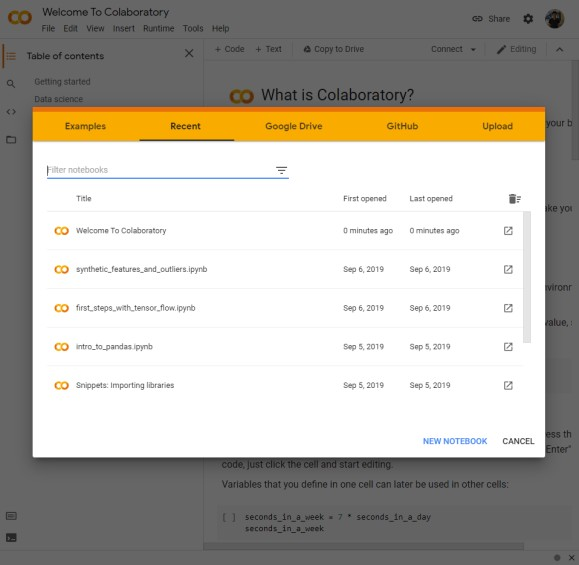 Welcome To Colaboratory
File Edit View Insert Runtime Tools Help
Share
Table of contents
+ Code + Text Copy to Drive Connect Editing
Getting started
Data science
What is Colaboratory?
your b
Examples Recent Google Drive GitHub Upload
Filter notebooks
Title First opened Last opened
ake you
Welcome To Colaboratory 0 minutes ago 0 minutes ago
synthetic_features_and_outliers.ipynb Sep 6, 2019 Sep 6, 2019
first_steps_with_tensor_flow.ipynb Sep 6, 2019 Sep 6, 2019
value, s
intro_to_pandas.ipynb Sep 5, 2019 Sep 5, 2019
Snippets: Importing libraries Sep 5, 2019 Sep 5, 2019
ess th
NEW NOTEBOOK CANCEL
Enter"
code, just click the cell and start editing.
Variables that you define in one cell can later be used in other cells:
[ ] seconds_in_a_week = 7 * seconds_in_a_day
seconds_in_a_week